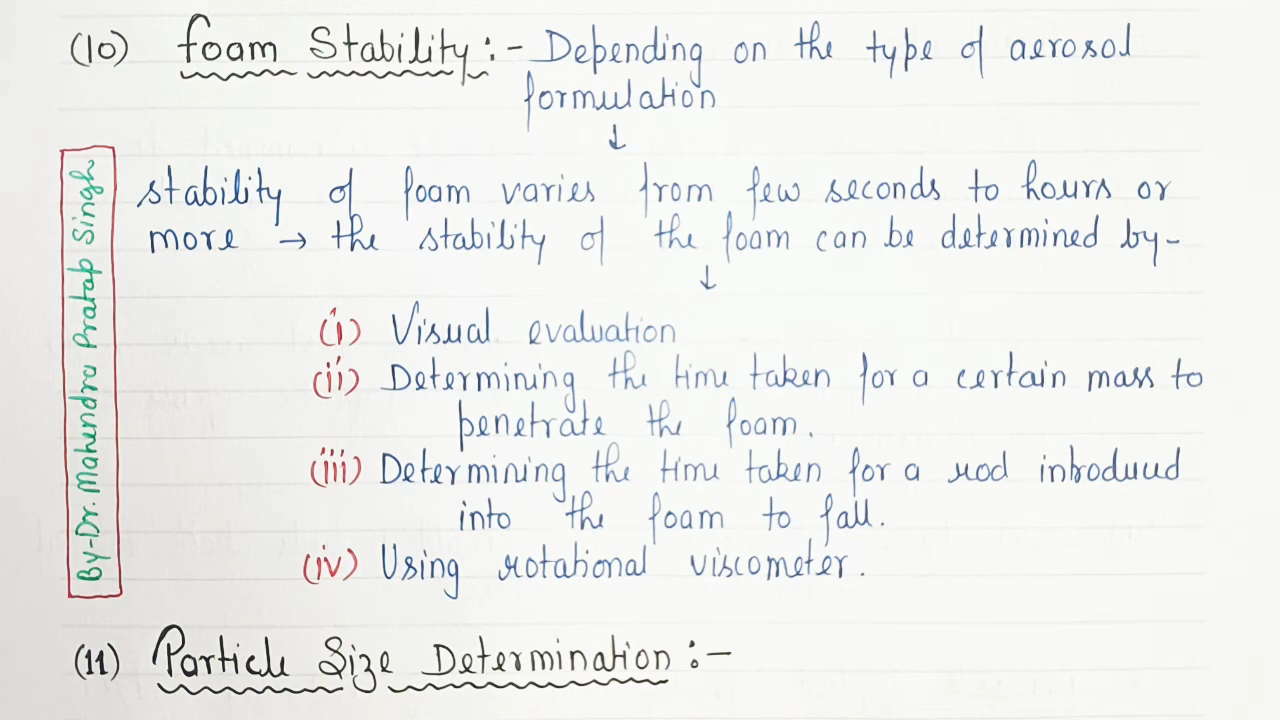 (10) foam Stability:- Depending on the type of aerosol
formulation
↓
stability of foam varies from few seconds to hours or
more → the stability of the foam can be determined by-
↓
(i) Visual evaluation
(ii) Determining the time taken for a certain mass to
penetrate the foam.
(iii) Determining the time taken for a rod introduced
into the foam to fall.
(iv) Using rotational viscometer.
(11) Particle Size Determination:-
By-Dr. Mahendra Pratap Singh